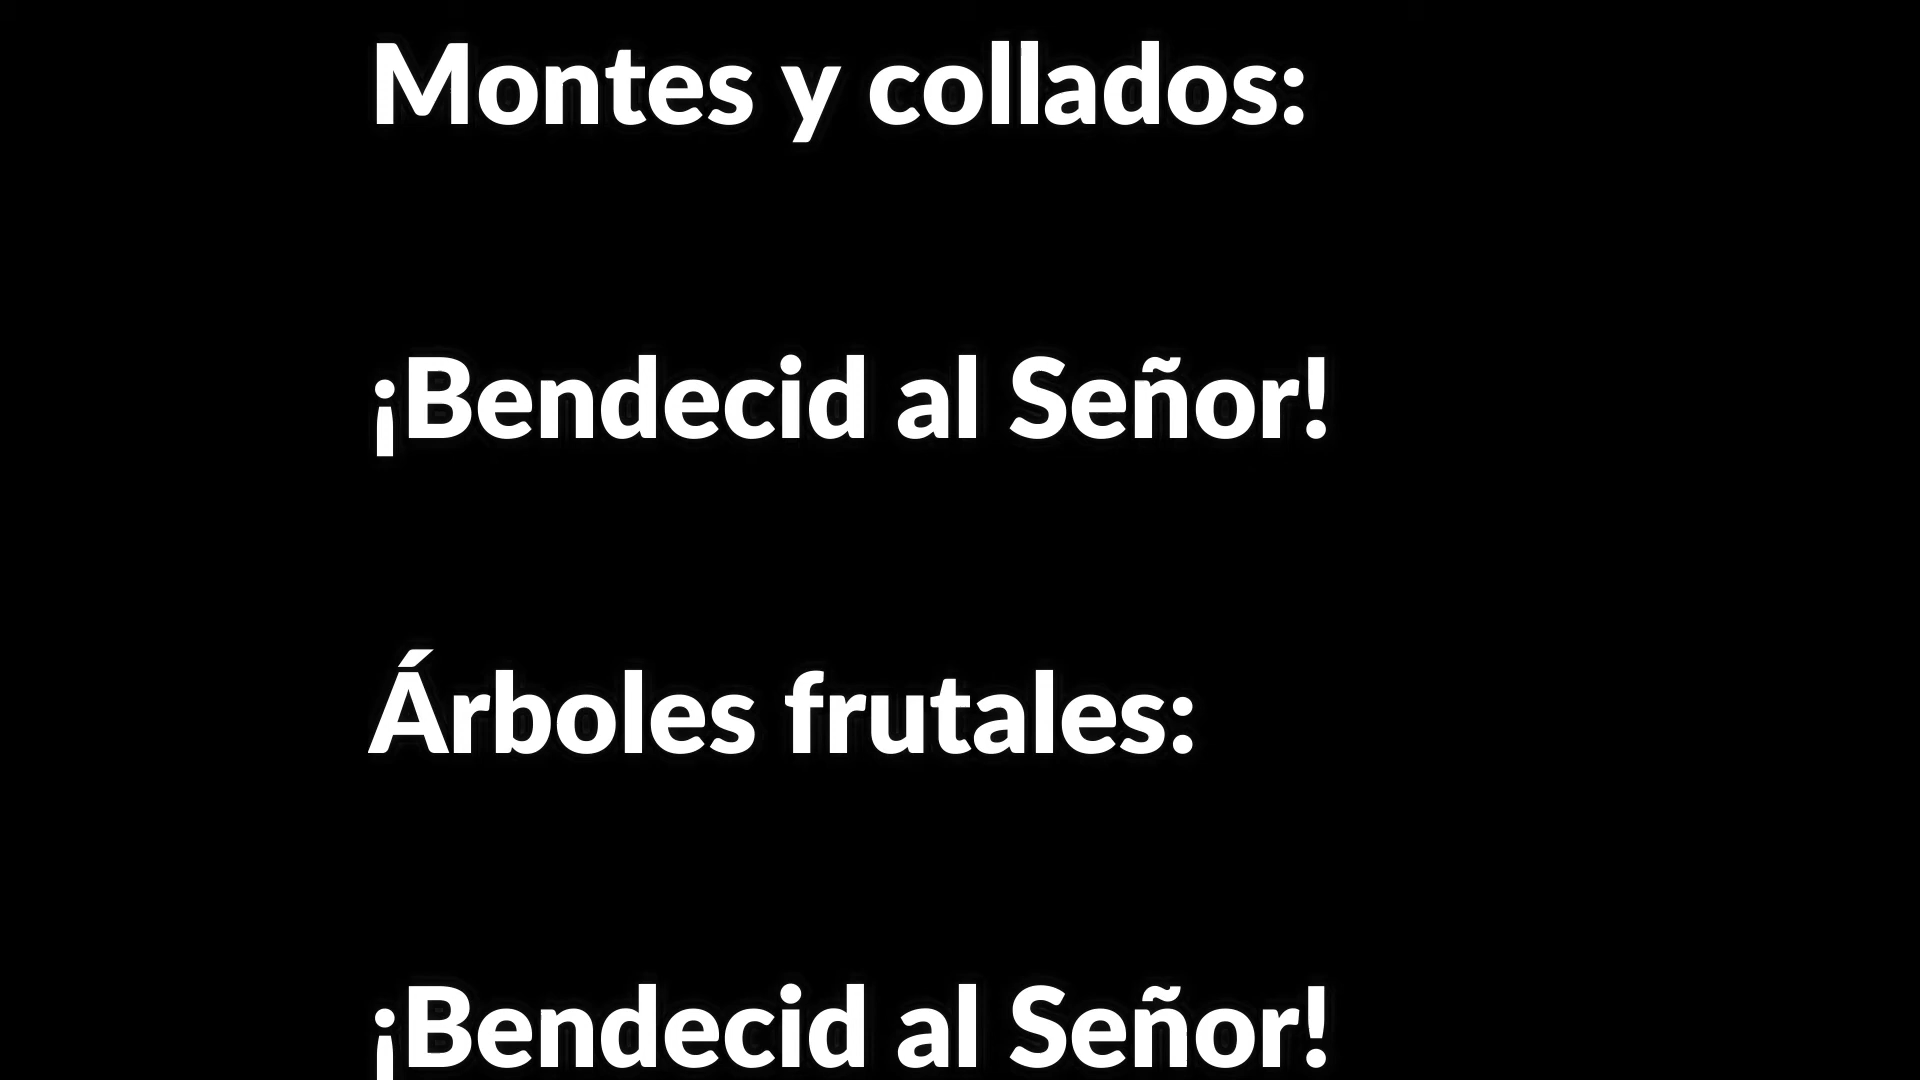 Montes y collados:
¡Bendecid al Señor!
Árboles frutales:
¡Bendecid al Señor!